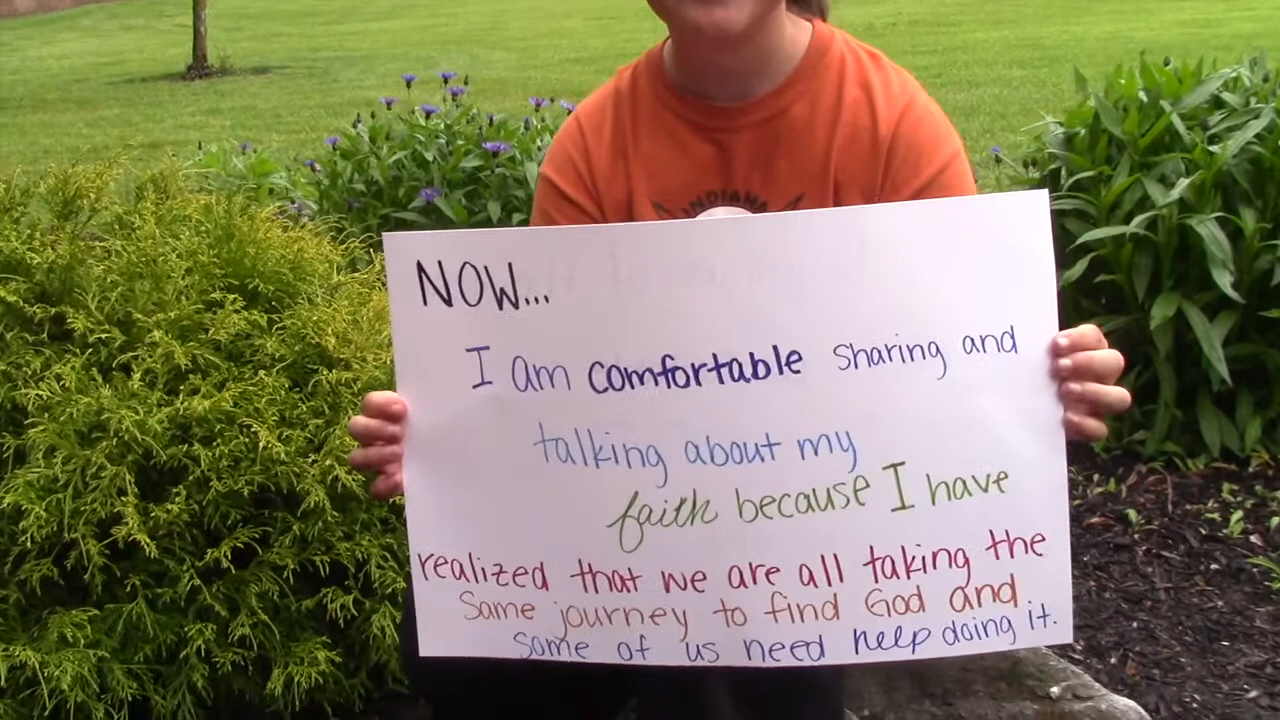 INDIANA
NOW...
I am comfortable sharing and
talking about my
faith because I have
realized that we are all taking the
same journey to find God and
some of us need help doing it.